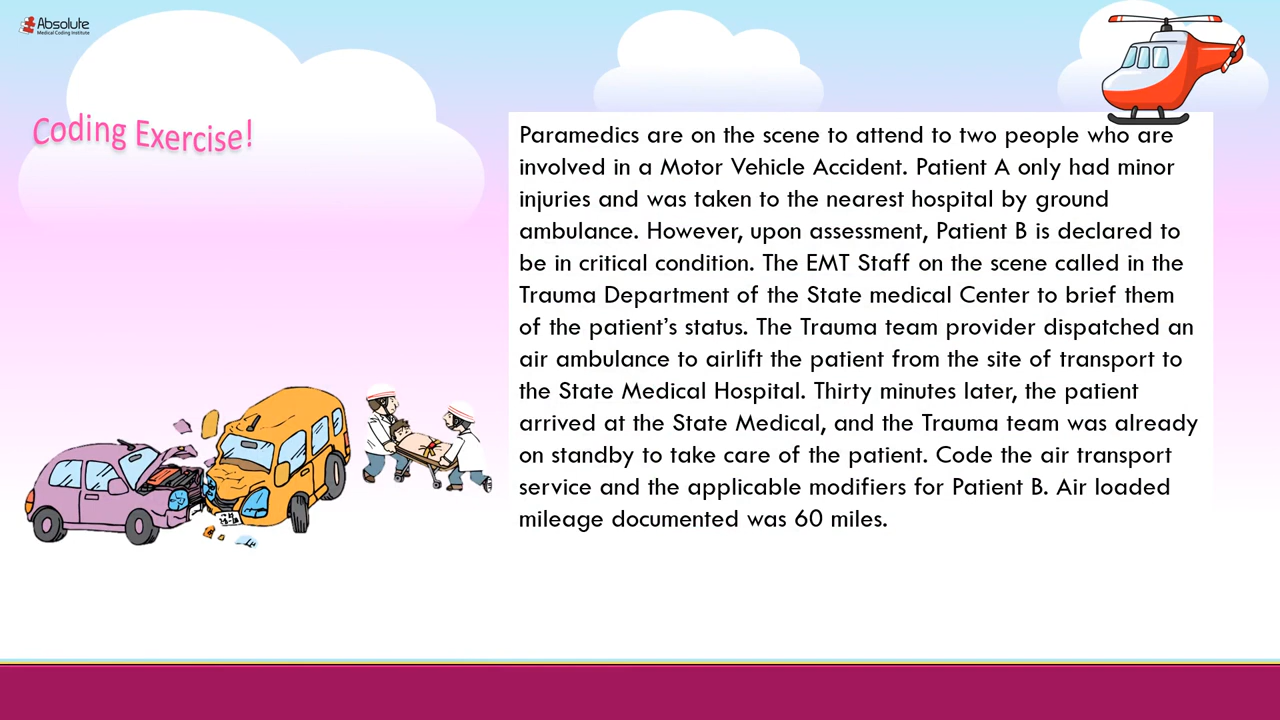 Absolute
Medical Coding Institute
Coding Exercise!
Paramedics are on the scene to attend to two people who are
involved in a Motor Vehicle Accident. Patient A only had minor
injuries and was taken to the nearest hospital by ground
ambulance. However, upon assessment, Patient B is declared to
be in critical condition. The EMT Staff on the scene called in the
Trauma Department of the State medical Center to brief them
of the patient’s status. The Trauma team provider dispatched an
air ambulance to airlift the patient from the site of transport to
the State Medical Hospital. Thirty minutes later, the patient
arrived at the State Medical, and the Trauma team was already
on standby to take care of the patient. Code the air transport
service and the applicable modifiers for Patient B. Air loaded
mileage documented was 60 miles.